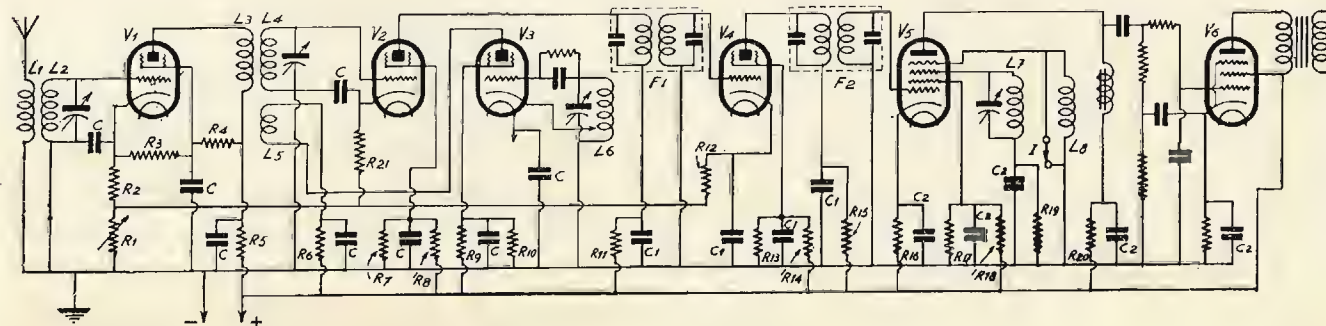 V1 L3 L4 V2 V3 F1 V4 F2 V5 V6
L1 L2 L7
C C C I
R3 R4 L5 R21 L6 R12 L8
R2 C C C1 C2 R19
R1 C R5 R6 C R7 C R8 R9 C R10 R11 C1 C1 R13 C1 R14 R15 R16 C2 R17 C2 R18 R20 C2 C2
- +